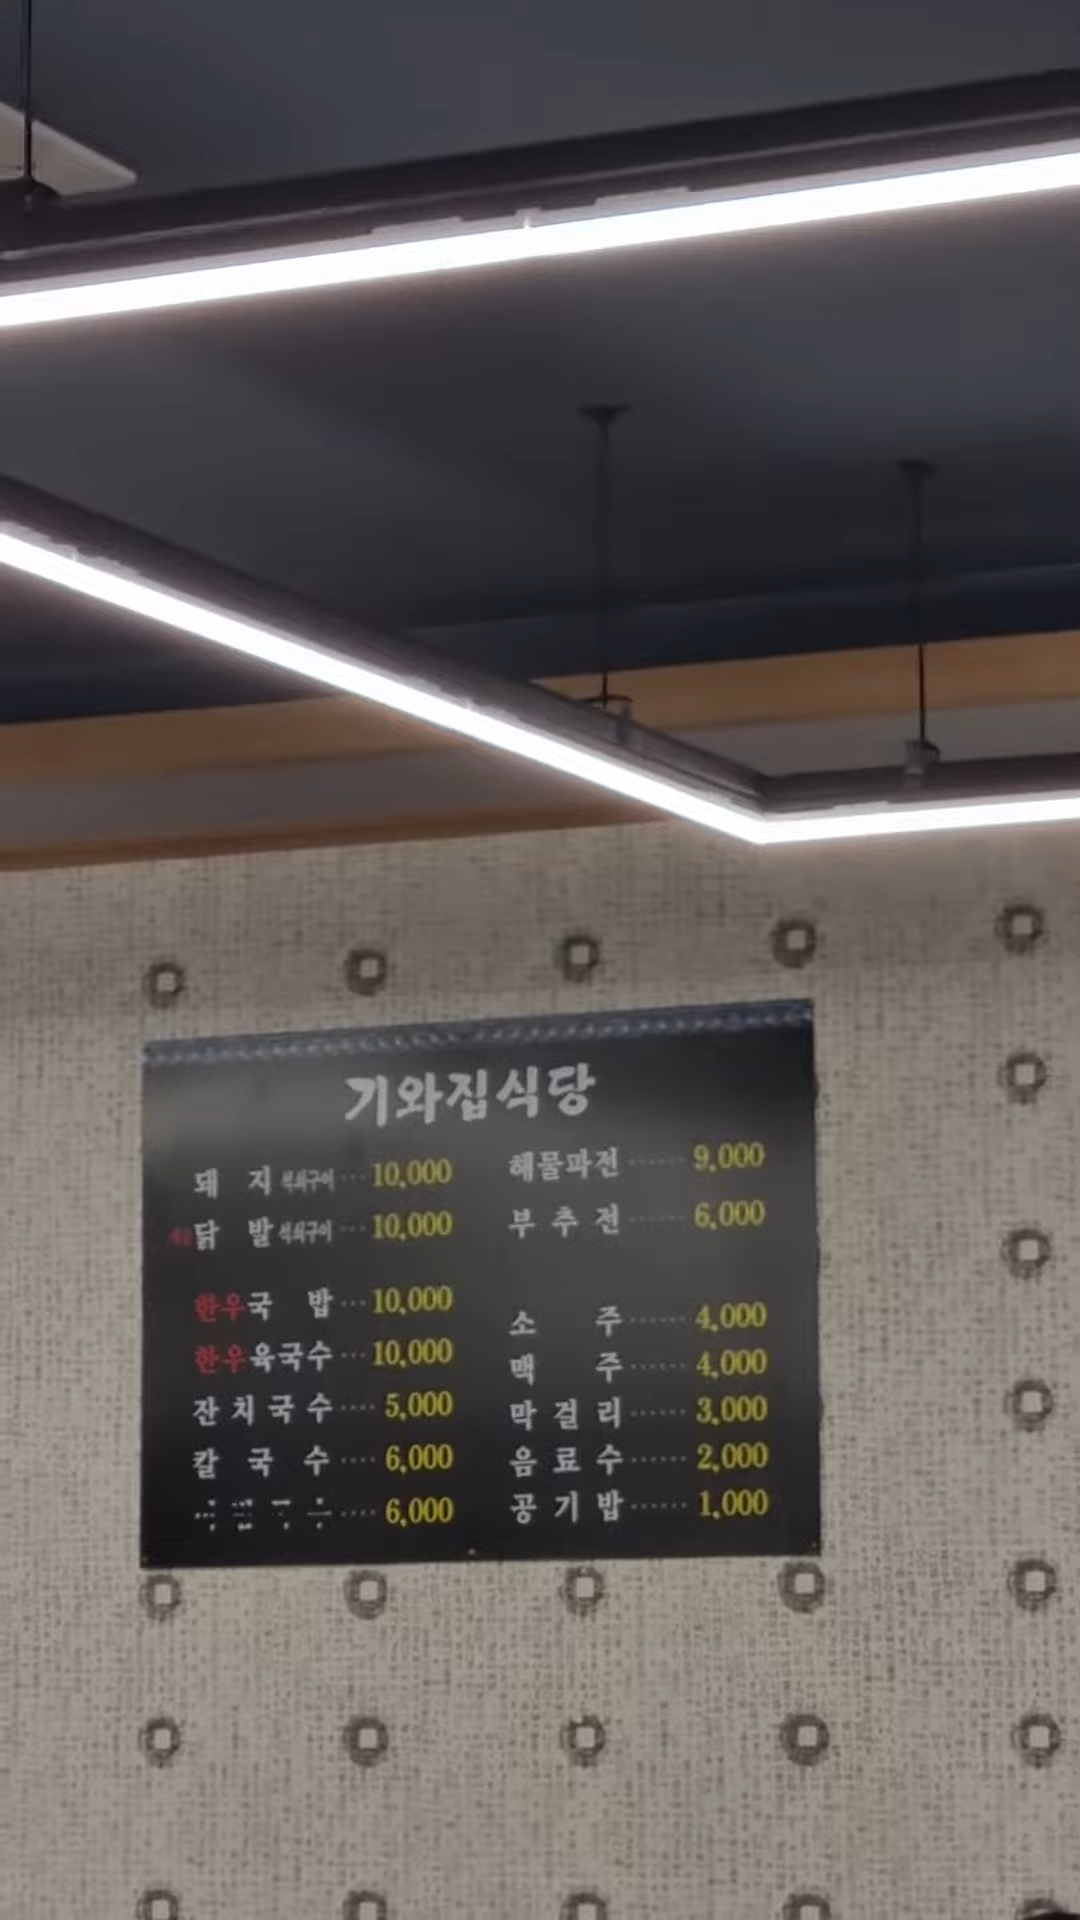 기와집식당
돼지 석쇠구이 ··· 10,000
닭발 석쇠구이 ··· 10,000
한우국밥 ··· 10,000
한우육국수 ··· 10,000
잔치국수 ···· 5,000
칼국수 ···· 6,000
···· 6,000
해물파전 ······ 9,000
부추전 ······ 6,000
소주 ······ 4,000
맥주 ······ 4,000
막걸리 ······ 3,000
음료수 ······ 2,000
공기밥 ······ 1,000